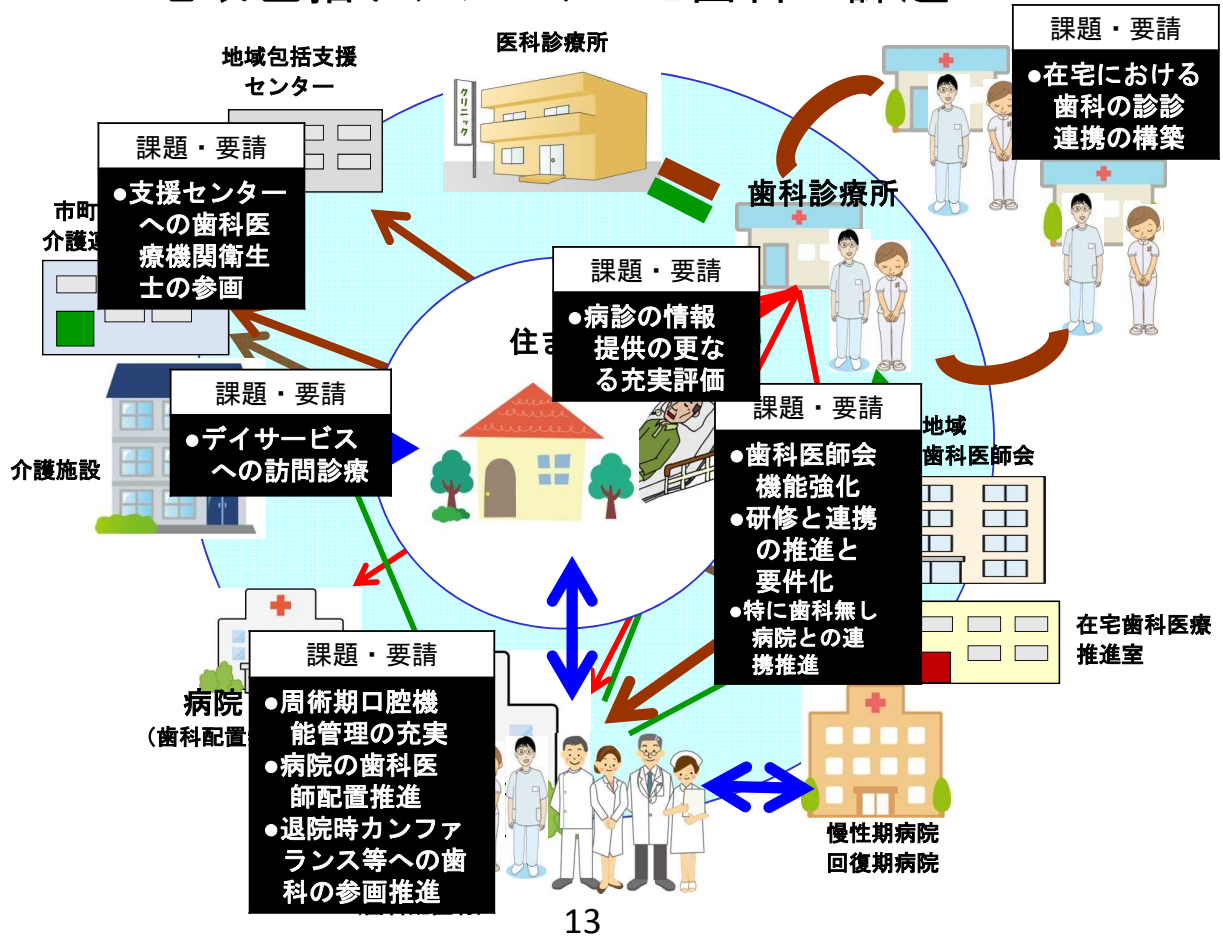 医科診療所
地域包括支援
センター
クリニック
課題・要請
●在宅における
歯科の診診
連携の構築
課題・要請
●支援センター
への歯科医
療機関衛生
士の参画
市町
介護
歯科診療所
課題・要請
●病診の情報
提供の更な
る充実評価
住ま
介護施設
課題・要請
●デイサービス
への訪問診療
課題・要請
●歯科医師会
機能強化
●研修と連携
の推進と
要件化
●特に歯科無し
病院との連
携推進
地域
歯科医師会
在宅歯科医療
推進室
病院
（歯科配置
課題・要請
●周術期口腔機
能管理の充実
●病院の歯科医
師配置推進
●退院時カンファ
ランス等への歯
科の参画推進
慢性期病院
回復期病院
13